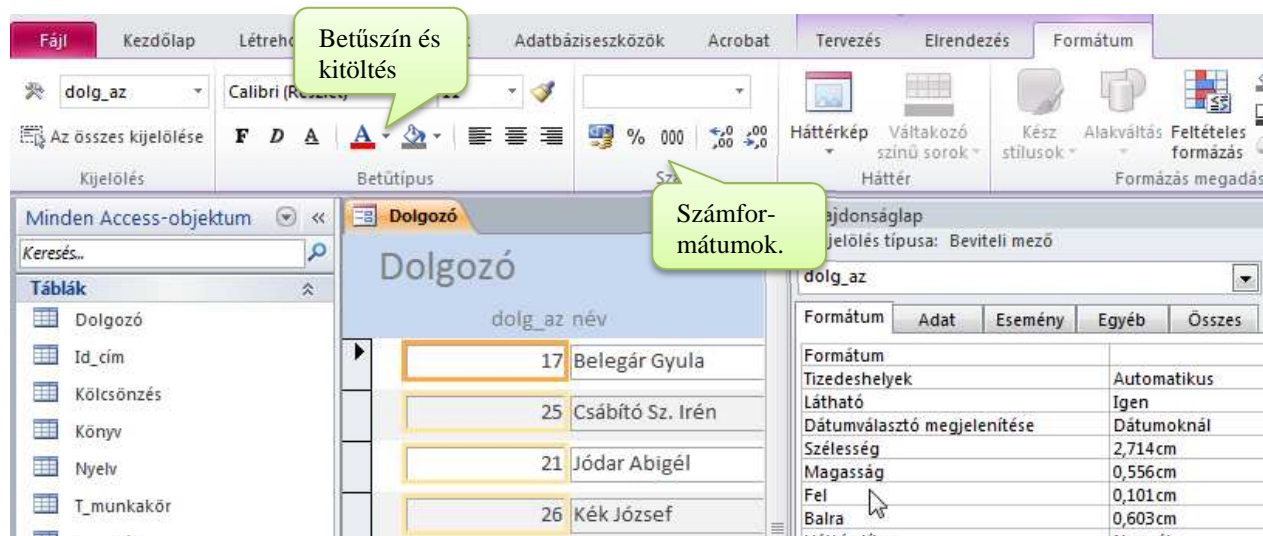 Fájl Kezdőlap Adatbáziseszközök Acrobat Tervezés Elrendezés Formátum
Betűszín és
kitöltés
dolg_az Calibri
Az összes kijelölése F D A A % 000 ,0 ,00 ,00 ,0
Háttérkép Váltakozó
színű sorok
Kész
stílusok
Alakváltás Feltételes
formázás
Kijelölés Betűtípus Háttér Formázás megadás
Számfor-
mátumok.
Minden Access-objektum «
Keresés...
Táblák
Dolgozó
Id_cím
Kölcsönzés
Könyv
Nyelv
T_munkakör
Dolgozó
Dolgozó
dolg_az név
17 Belegár Gyula
25 Csábító Sz. Irén
21 Jódar Abigél
26 Kék József
ajdonságlap
jelölés típusa: Beviteli mező
dolg_az
Formátum Adat Esemény Egyéb Összes
Formátum
Tizedeshelyek Automatikus
Látható Igen
Dátumválasztó megjelenítése Dátumoknál
Szélesség 2,714cm
Magasság 0,556cm
Fel 0,101cm
Balra 0,603cm